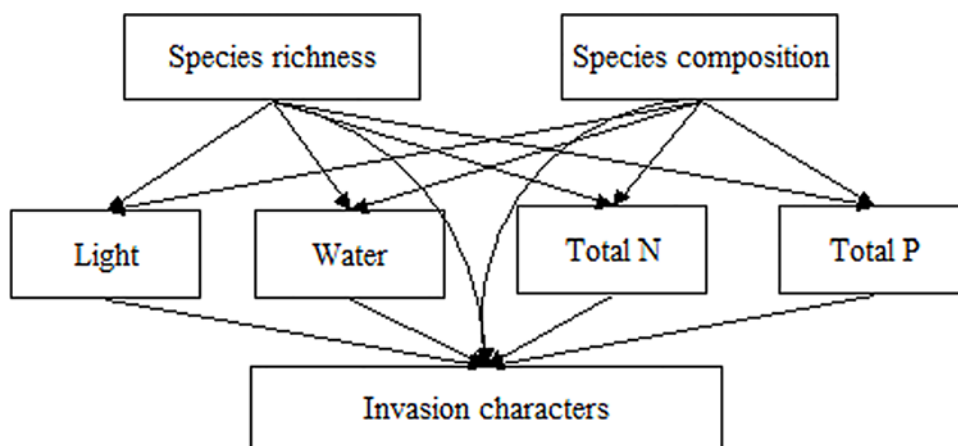 Species richness
Species composition
Light
Water
Total N
Total P
Invasion characters